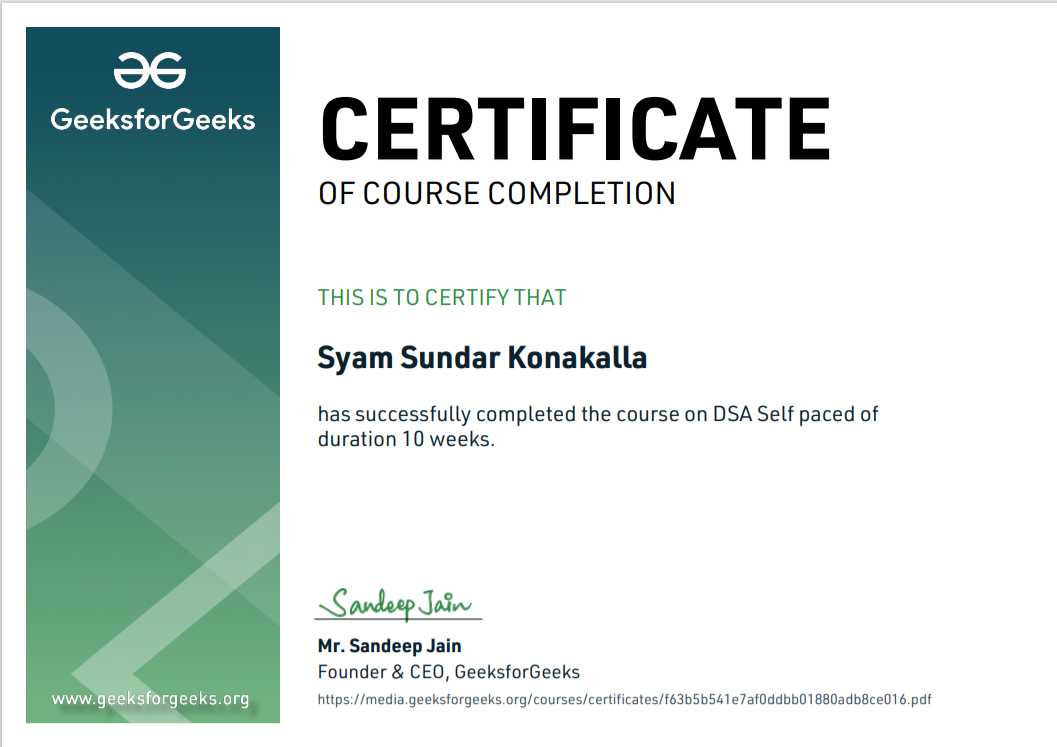 GeeksforGeeks
CERTIFICATE
OF COURSE COMPLETION
THIS IS TO CERTIFY THAT
Syam Sundar Konakalla
has successfully completed the course on DSA Self paced of
duration 10 weeks.
Sandeep Jain
Mr. Sandeep Jain
Founder & CEO, GeeksforGeeks
www.geeksforgeeks.org
https://media.geeksforgeeks.org/courses/certificates/f63b5b541e7af0ddbb01880adb8ce016.pdf